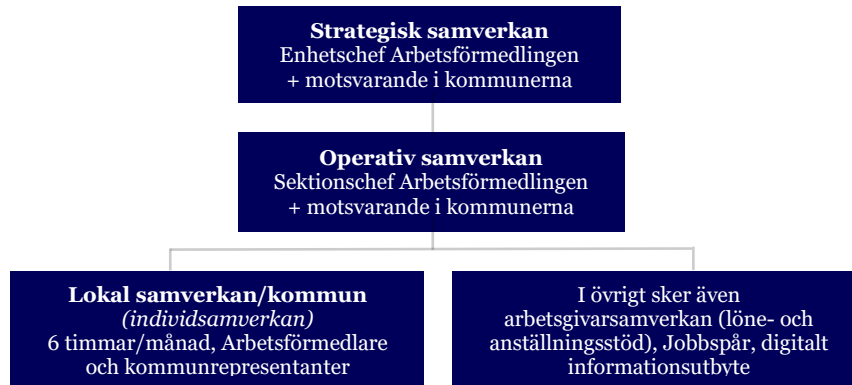 Strategisk samverkan
Enhetschef Arbetsförmedlingen
+ motsvarande i kommunerna
Operativ samverkan
Sektionschef Arbetsförmedlingen
+ motsvarande i kommunerna
Lokal samverkan/kommun
(individsamverkan)
6 timmar/månad, Arbetsförmedlare
och kommunrepresentanter
I övrigt sker även
arbetsgivarsamverkan (löne- och
anställningsstöd), Jobbspår, digitalt
informationsutbyte